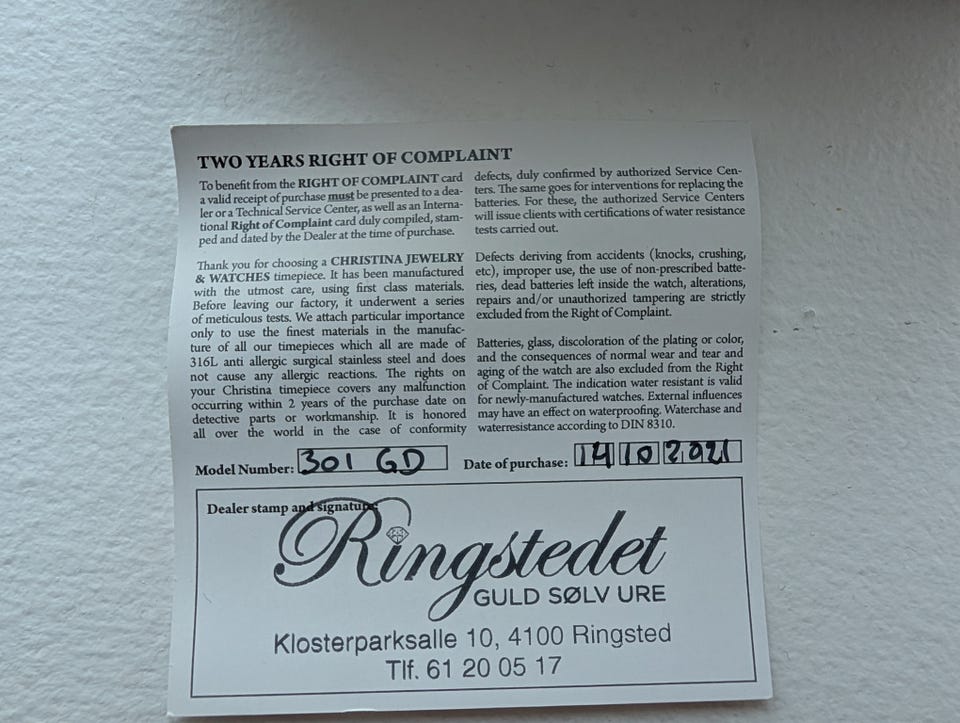 TWO YEARS RIGHT OF COMPLAINT
To benefit from the RIGHT OF COMPLAINT card
a valid receipt of purchase must be presented to a dea-
ler or a Technical Service Center, as well as an Interna-
tional Right of Complaint card duly compiled, stam-
ped and dated by the Dealer at the time of purchase.
Thank you for choosing a CHRISTINA JEWELRY
& WATCHES timepiece. It has been manufactured
with the utmost care, using first class materials.
Before leaving our factory, it underwent a series
of meticulous tests. We attach particular importance
only to use the finest materials in the manufac-
ture of all our timepieces which all are made of
316L anti allergic surgical stainless steel and does
not cause any allergic reactions. The rights on
your Christina timepiece covers any malfunction
occurring within 2 years of the purchase date on
detective parts or workmanship. It is honored
all over the world in the case of conformity
defects, duly confirmed by authorized Service Cen-
ters. The same goes for interventions for replacing the
batteries. For these, the authorized Service Centers
will issue clients with certifications of water resistance
tests carried out.
Defects deriving from accidents (knocks, crushing,
etc), improper use, the use of non-prescribed batte-
ries, dead batteries left inside the watch, alterations,
repairs and/or unauthorized tampering are strictly
excluded from the Right of Complaint.
Batteries, glass, discoloration of the plating or color,
and the consequences of normal wear and tear and
aging of the watch are also excluded from the Right
of Complaint. The indication water resistant is valid
for newly-manufactured watches. External influences
may have an effect on waterproofing. Waterchase and
waterresistance according to DIN 8310.
Model Number: 301 GD Date of purchase: 14 10 2021
Dealer stamp and signature:
Ringstedet
GULD SØLV URE
Klosterparksalle 10, 4100 Ringsted
Tlf. 61 20 05 17